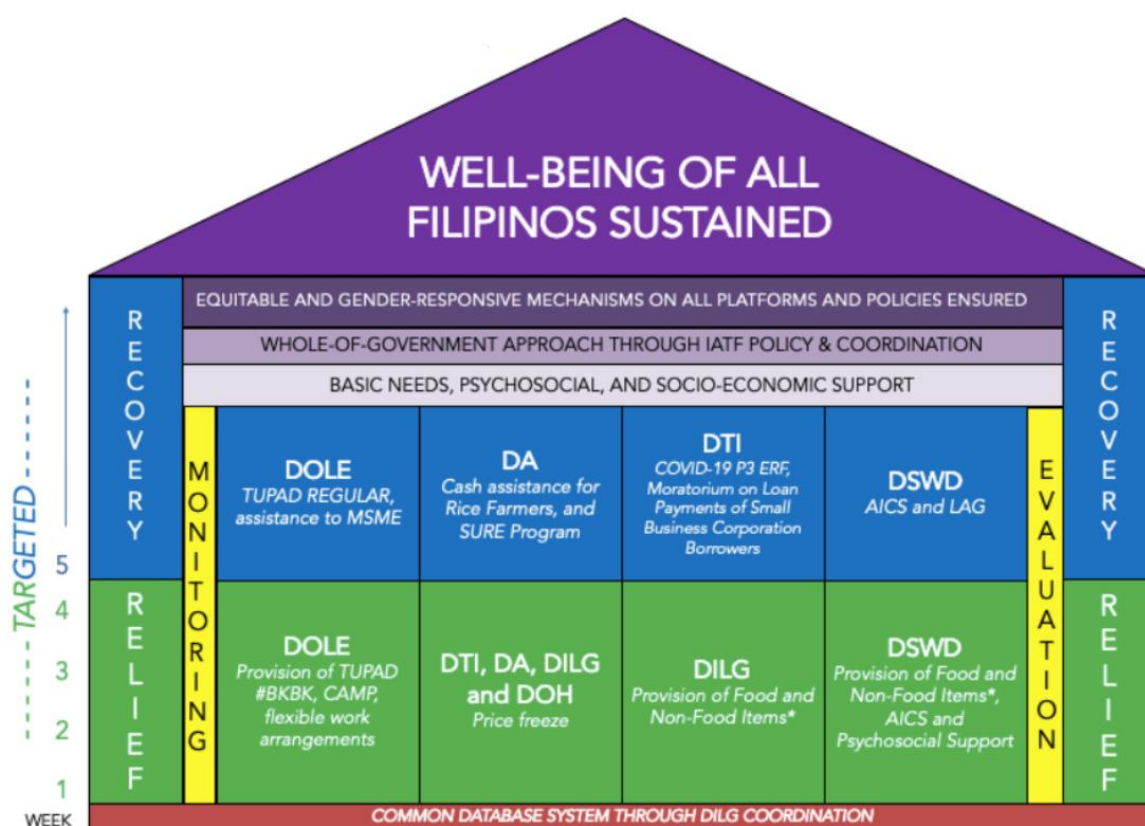 WELL-BEING OF ALL
FILIPINOS SUSTAINED
EQUITABLE AND GENDER-RESPONSIVE MECHANISMS ON ALL PLATFORMS AND POLICIES ENSURED
WHOLE-OF-GOVERNMENT APPROACH THROUGH IATF POLICY & COORDINATION
BASIC NEEDS, PSYCHOSOCIAL, AND SOCIO-ECONOMIC SUPPORT
TARGETED
RECOVERY
MONITORING
DOLE
TUPAD REGULAR,
assistance to MSME
DA
Cash assistance for
Rice Farmers, and
SURE Program
DTI
COVID-19 P3 ERF,
Moratorium on Loan
Payments of Small
Business Corporation
Borrowers
DSWD
AICS and LAG
EVALUATION
RECOVERY
5
4
3
2
1
WEEK
RELIEF
DOLE
Provision of TUPAD
#BKBK, CAMP,
flexible work
arrangements
DTI, DA, DILG
and DOH
Price freeze
DILG
Provision of Food and
Non-Food Items*
DSWD
Provision of Food and
Non-Food Items*,
AICS and
Psychosocial Support
RELIEF
COMMON DATABASE SYSTEM THROUGH DILG COORDINATION